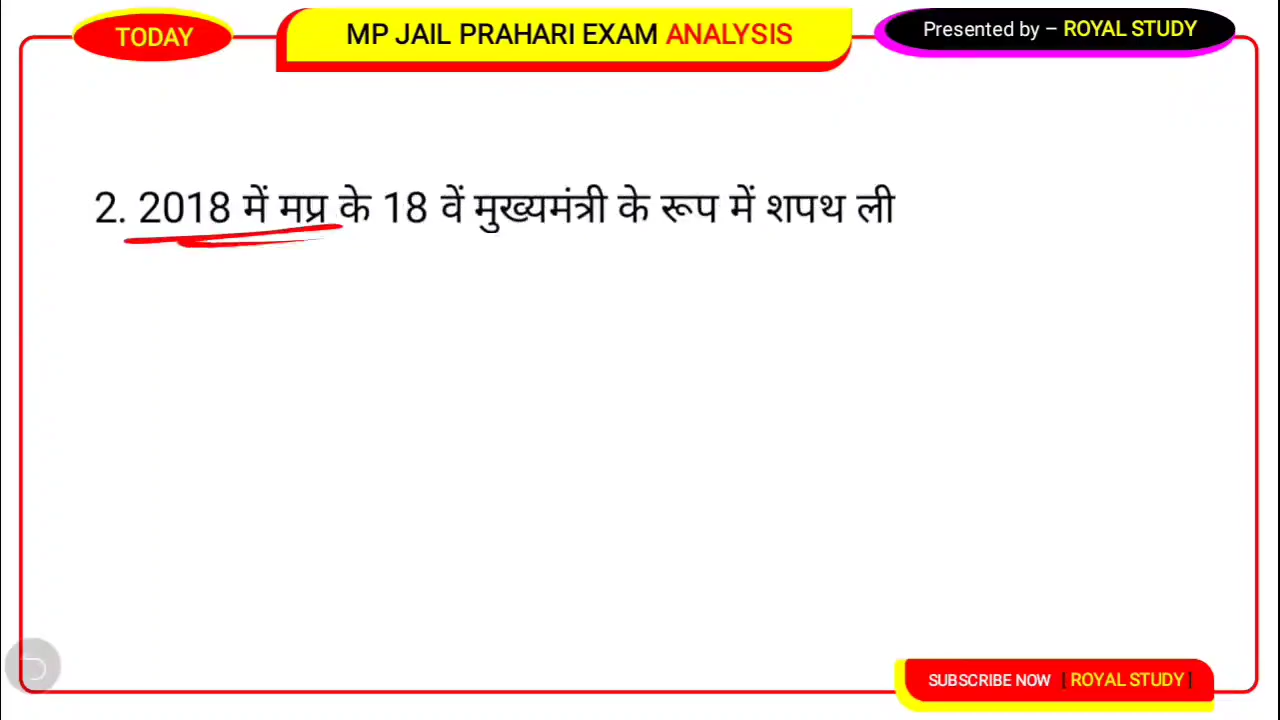 TODAY
MP JAIL PRAHARI EXAM ANALYSIS
Presented by – ROYAL STUDY
2. 2018 में मप्र के 18 वें मुख्यमंत्री के रूप में शपथ ली
SUBSCRIBE NOW | ROYAL STUDY |